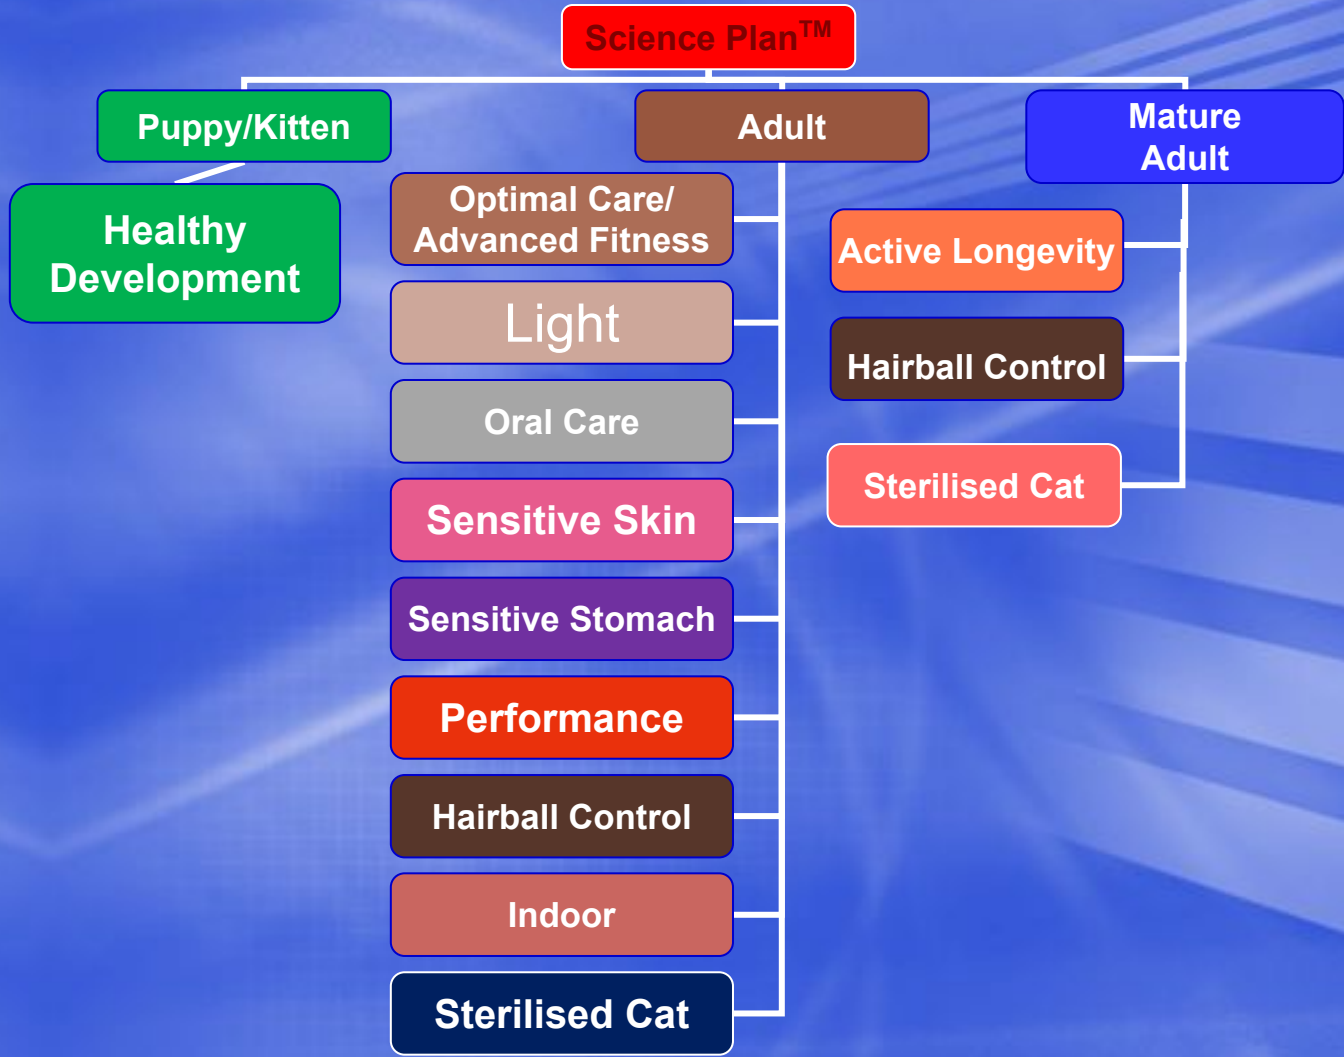 Science Plan™
Puppy/Kitten
Adult
Mature
Adult
Healthy
Development
Optimal Care/
Advanced Fitness
Light
Oral Care
Sensitive Skin
Sensitive Stomach
Performance
Hairball Control
Indoor
Sterilised Cat
Active Longevity
Hairball Control
Sterilised Cat